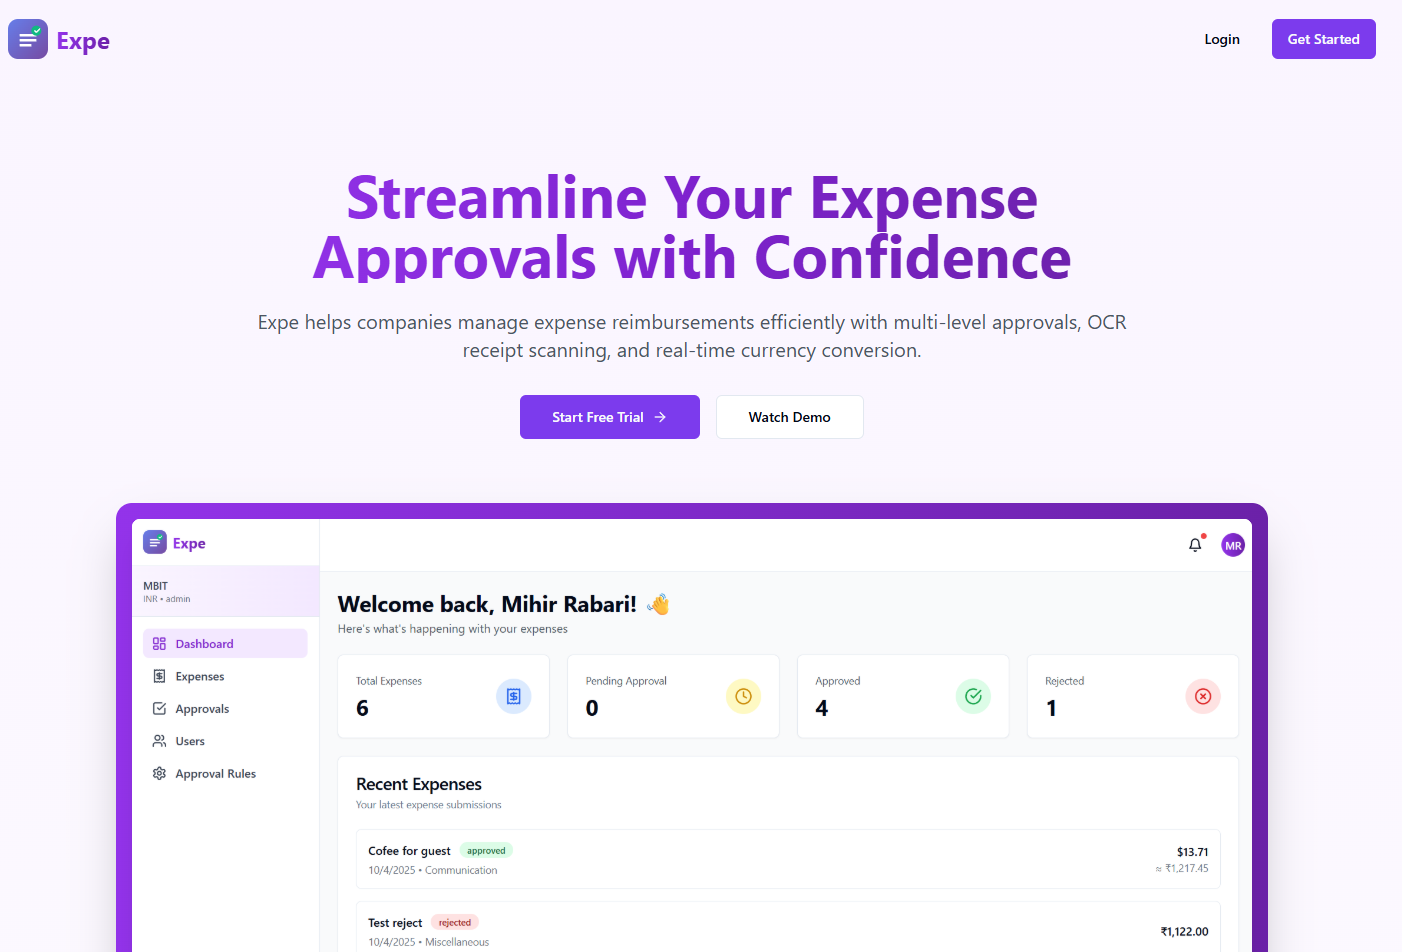 Expe
Login
Get Started
Streamline Your Expense
Approvals with Confidence
Expe helps companies manage expense reimbursements efficiently with multi-level approvals, OCR
receipt scanning, and real-time currency conversion.
Start Free Trial →
Watch Demo
Expe
MR
MBIT
INR • admin
Dashboard
Expenses
Approvals
Users
Approval Rules
Welcome back, Mihir Rabari! 👋
Here's what's happening with your expenses
Total Expenses
6
Pending Approval
0
Approved
4
Rejected
1
Recent Expenses
Your latest expense submissions
Cofee for guest approved
10/4/2025 • Communication
$13.71
≈ ₹1,217.45
Test reject rejected
10/4/2025 • Miscellaneous
₹1,122.00